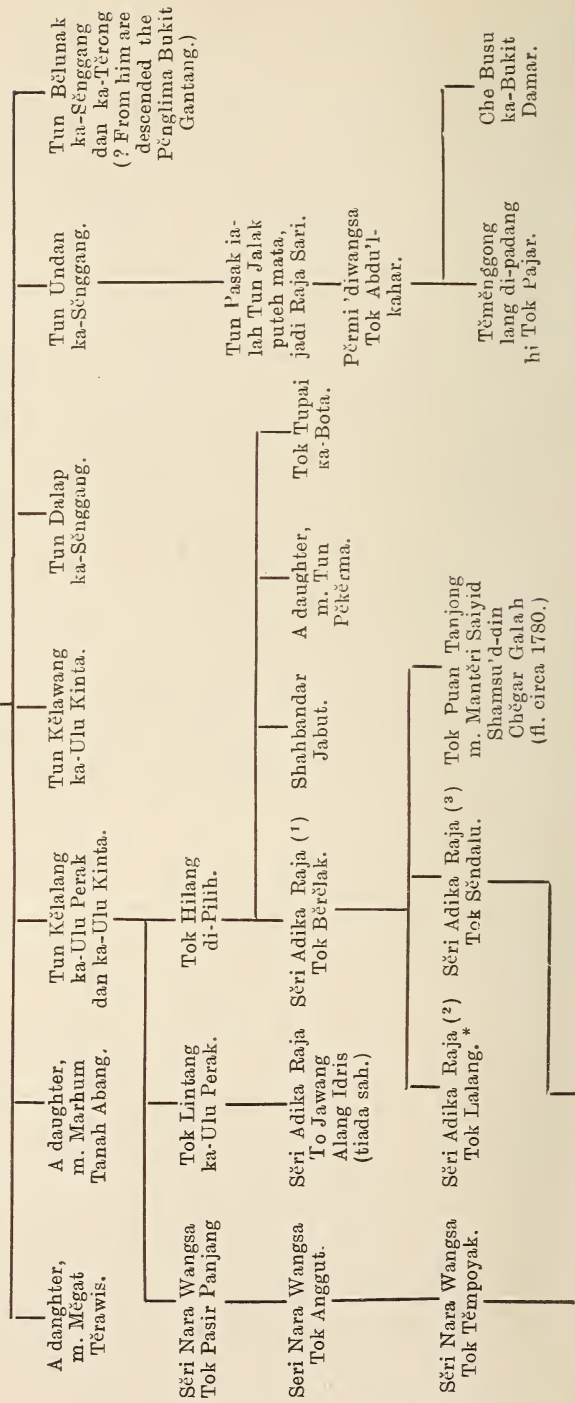 A danghter,
m. Mĕgat
Tĕrawis.
A daughter,
m. Marhum
Tanah Abang.
Tun Kĕlalang
ka-Ulu Perak
dan ka-Ulu Kinta.
Tun Kĕlawang
ka-Ulu Kinta.
Tun Dalap
ka-Sĕnggang.
Tun Undan
ka-Sĕnggang.
Tun Bĕlunak
ka-Sĕnggang
dan ka-Tĕrong
(? From him are
descended the
Pĕnglima Bukit
Gantang.)
Sĕri Nara Wangsa
Tok Pasir Panjang
Tok Lintang
ka-Ulu Perak.
Tok Hilang
di-Pilih.
Tun Pasak ia-
lah Tun Jalak
puteh mata,
jadi Raja Sari.
Seri Nara Wangsa
Tok Anggut.
Sĕri Adika Raja
To Jawang
Alang Idris
(tiada sah.)
Sĕri Adika Raja (1)
Tok Bĕrĕlak.
Shahbandar
Jabut.
A daughter,
m. Tun
Pĕkĕrma.
Tok Tupai
ka-Bota.
Pĕrmi 'diwangsa
Tok Abdu'l-
kahar.
Sĕri Nara Wangsa
Tok Tĕmpoyak.
Sĕri Adika Raja (2)
Tok Lalang.*
Sĕri Adika Raja (3)
Tok Sĕndalu.
Tok Puan Tanjong
m. Mantĕri Saiyid
Shamsu'd-din
Chĕgar Galah
(fl. circa 1780.)
Tĕmĕnggong
lang di-padang
hi Tok Pajar.
Che Busu
ka-Bukit
Damar.